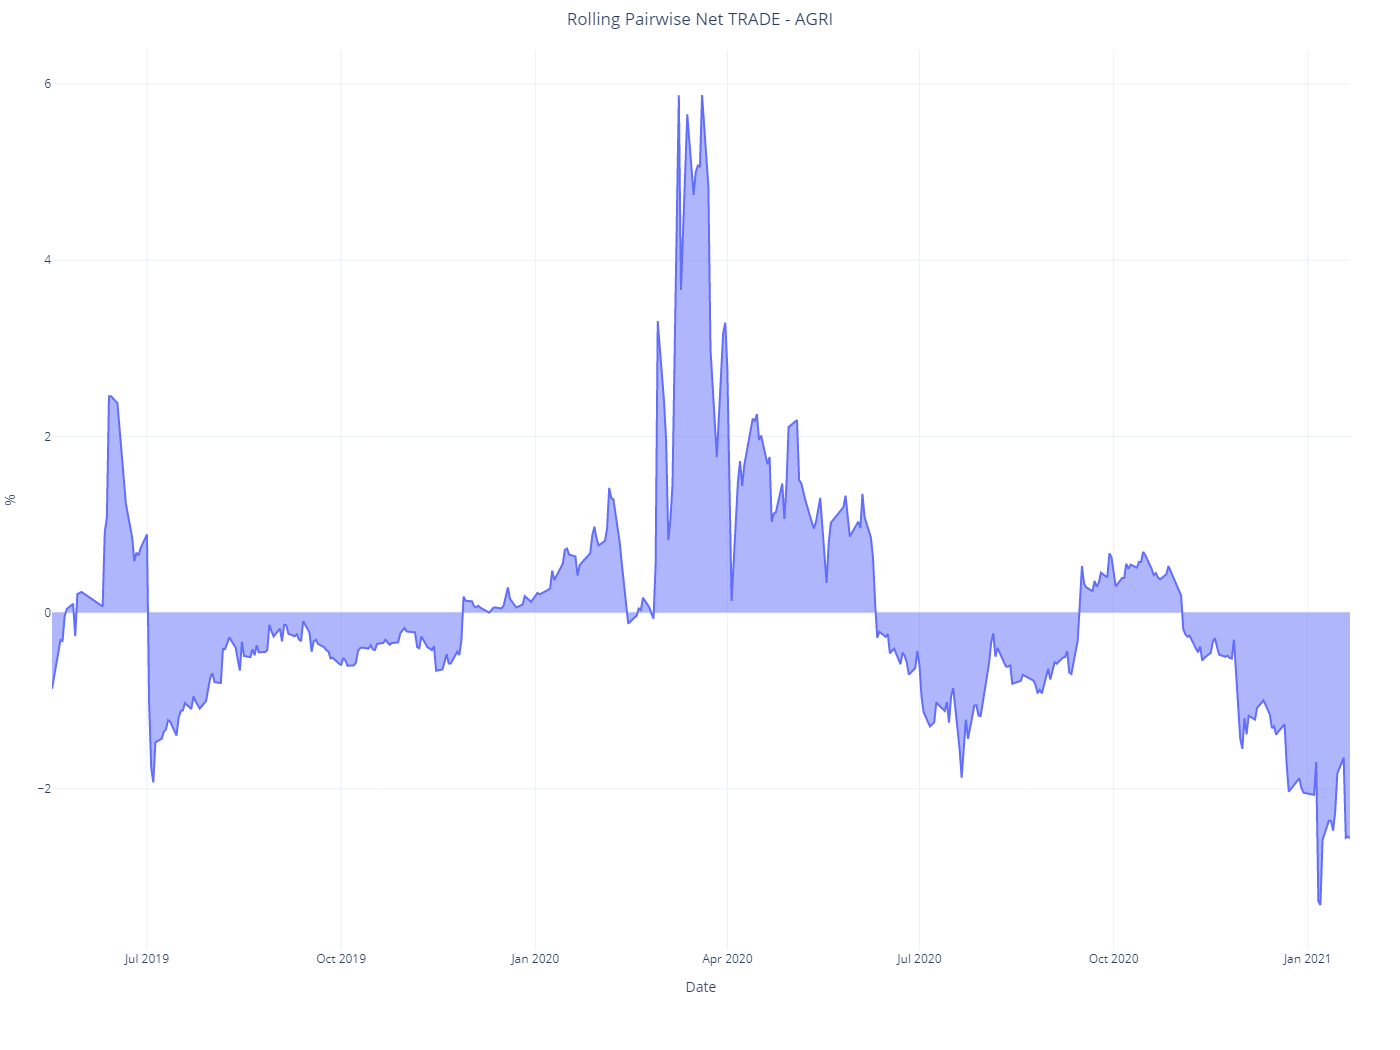 Rolling Pairwise Net TRADE - AGRI
6
4
2
0
−2
%
Jul 2019
Oct 2019
Jan 2020
Apr 2020
Jul 2020
Oct 2020
Jan 2021
Date